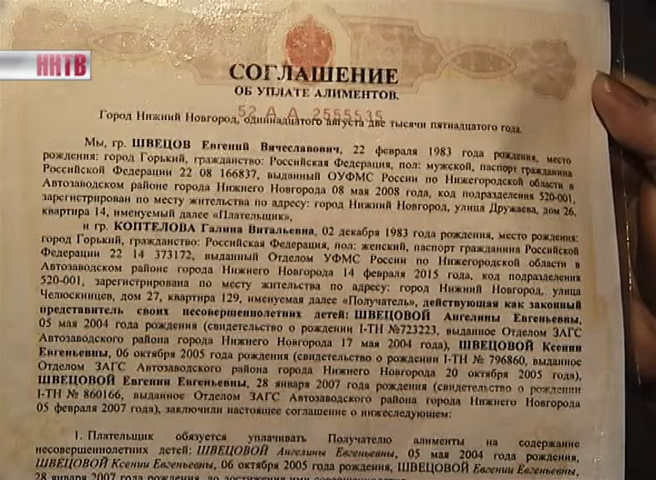 ННТВ
СОГЛАШЕНИЕ
ОБ УПЛАТЕ АЛИМЕНТОВ.
52 А А 2555535
Город Нижний Новгород, одиннадцатого августа две тысячи пятнадцатого года.
Мы, гр. ШВЕЦОВ Евгений Вячеславович, 22 февраля 1983 года рождения, место
рождения: город Горький, гражданство: Российская Федерация, пол: мужской, паспорт гражданина
Российской Федерации 22 08 166837, выданный ОУФМС России по Нижегородской области в
Автозаводском районе города Нижнего Новгорода 08 мая 2008 года, код подразделения 520-001,
зарегистрирован по месту жительства по адресу: город Нижний Новгород, улица Дружаева, дом 26,
квартира 14, именуемый далее «Плательщик»,
и гр. КОПТЕЛОВА Галина Витальевна, 02 декабря 1983 года рождения, место рождения:
город Горький, гражданство: Российская Федерация, пол: женский, паспорт гражданина Российской
Федерации 22 14 373172, выданный Отделом УФМС России по Нижегородской области в
Автозаводском районе города Нижнего Новгорода 14 февраля 2015 года, код подразделения
520-001, зарегистрирован по месту жительства по адресу: город Нижний Новгород, улица
Челюскинцев, дом 27, квартира 129, именуемая далее «Получатель», действующая как законный
представитель своих несовершеннолетних детей: ШВЕЦОВОЙ Ангелины Евгеньевны,
05 мая 2004 года рождения (свидетельство о рождении I-ТН №723223, выданное Отделом ЗАГС
Автозаводского района города Нижнего Новгорода 17 мая 2004 года), ШВЕЦОВОЙ Ксении
Евгеньевны, 06 октября 2005 года рождения (свидетельство о рождении I-ТН № 796860, выданное
Отделом ЗАГС Автозаводского района города Нижнего Новгорода 20 октября 2005 года),
ШВЕЦОВОЙ Евгении Евгеньевны, 28 января 2007 года рождения (свидетельство о рождении
I-ТН № 860166, выданное Отделом ЗАГС Автозаводского района города Нижнего Новгорода
05 февраля 2007 года), заключили настоящее соглашение о нижеследующем:
1. Плательщик обязуется уплачивать Получателю алименты на содержание
несовершеннолетних детей: ШВЕЦОВОЙ Ангелины Евгеньевны, 05 мая 2004 года рождения,
ШВЕЦОВОЙ Ксении Евгеньевны, 06 октября 2005 года рождения, ШВЕЦОВОЙ Евгении Евгеньевны,
28 января 2007 года рождения, до достижения ими